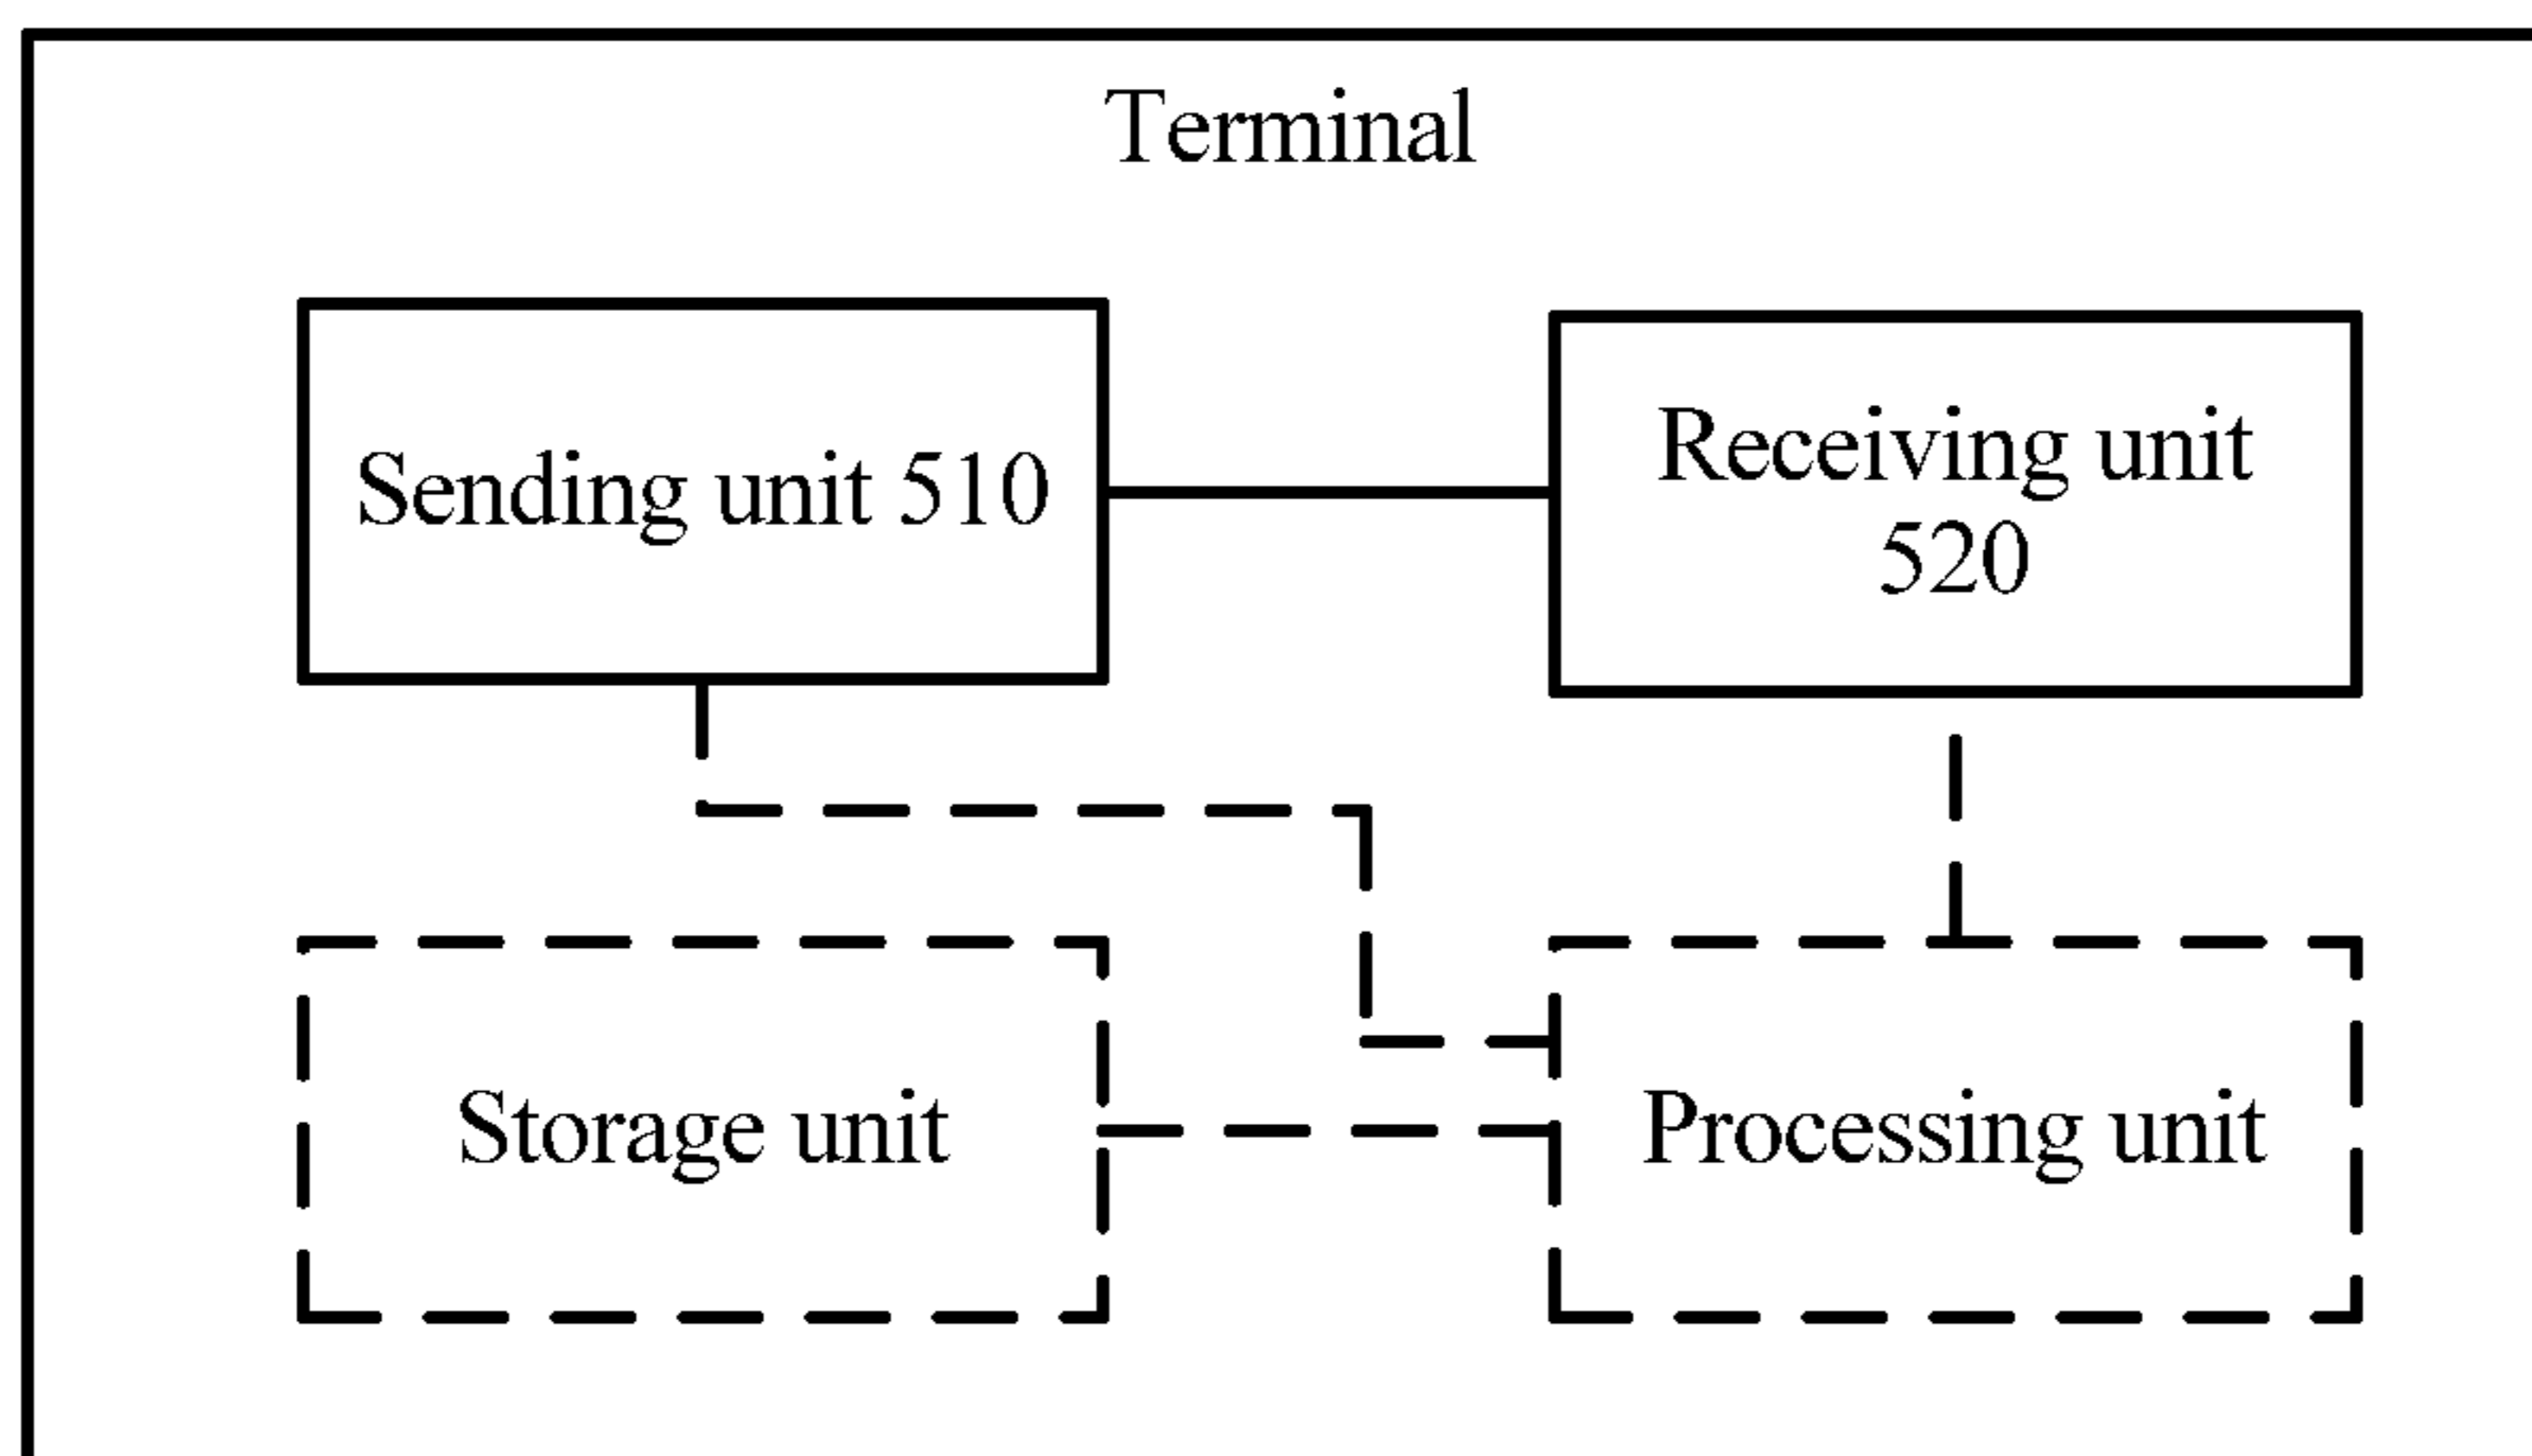 Terminal
Sending unit 510
Receiving unit
520
Storage unit
Processing unit